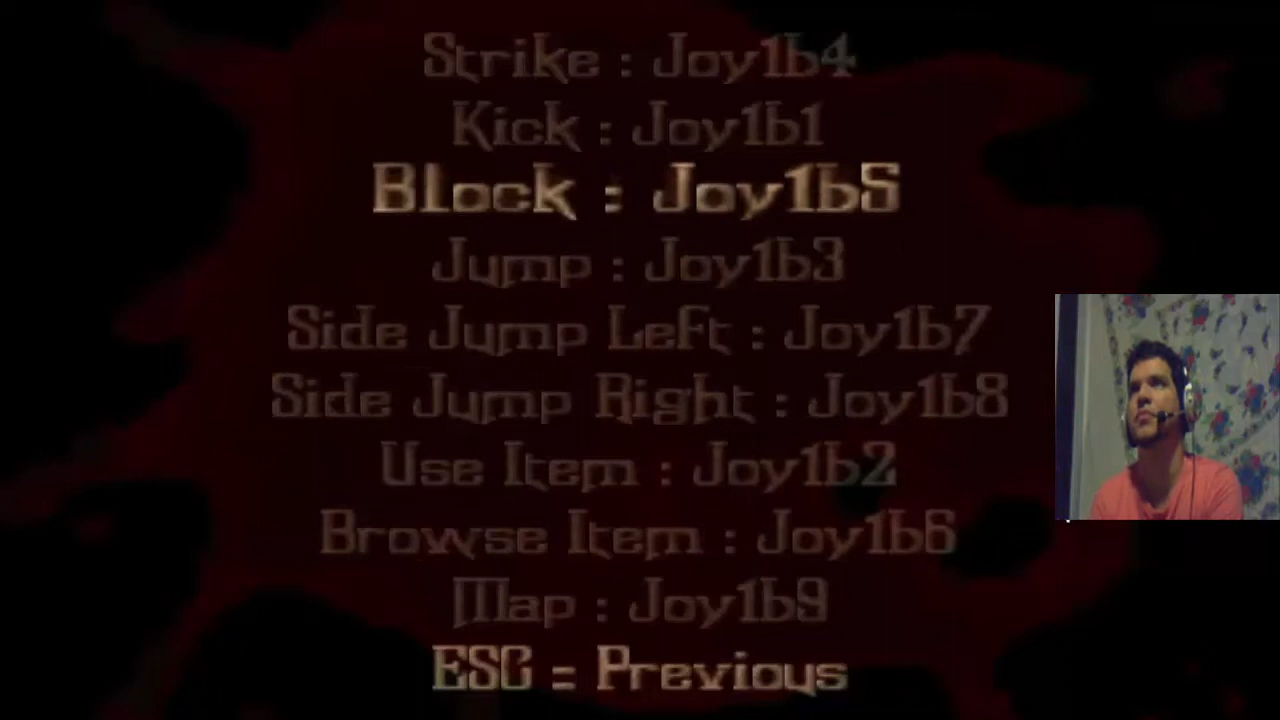 Strike : Joy1b4
Kick : Joy1b1
Block : Joy1b5
Jump : Joy1b3
Side Jump Left : Joy1b7
Side Jump Right : Joy1b8
Use Item : Joy1b2
Browse Item : Joy1b6
Map : Joy1b9
ESC = Previous